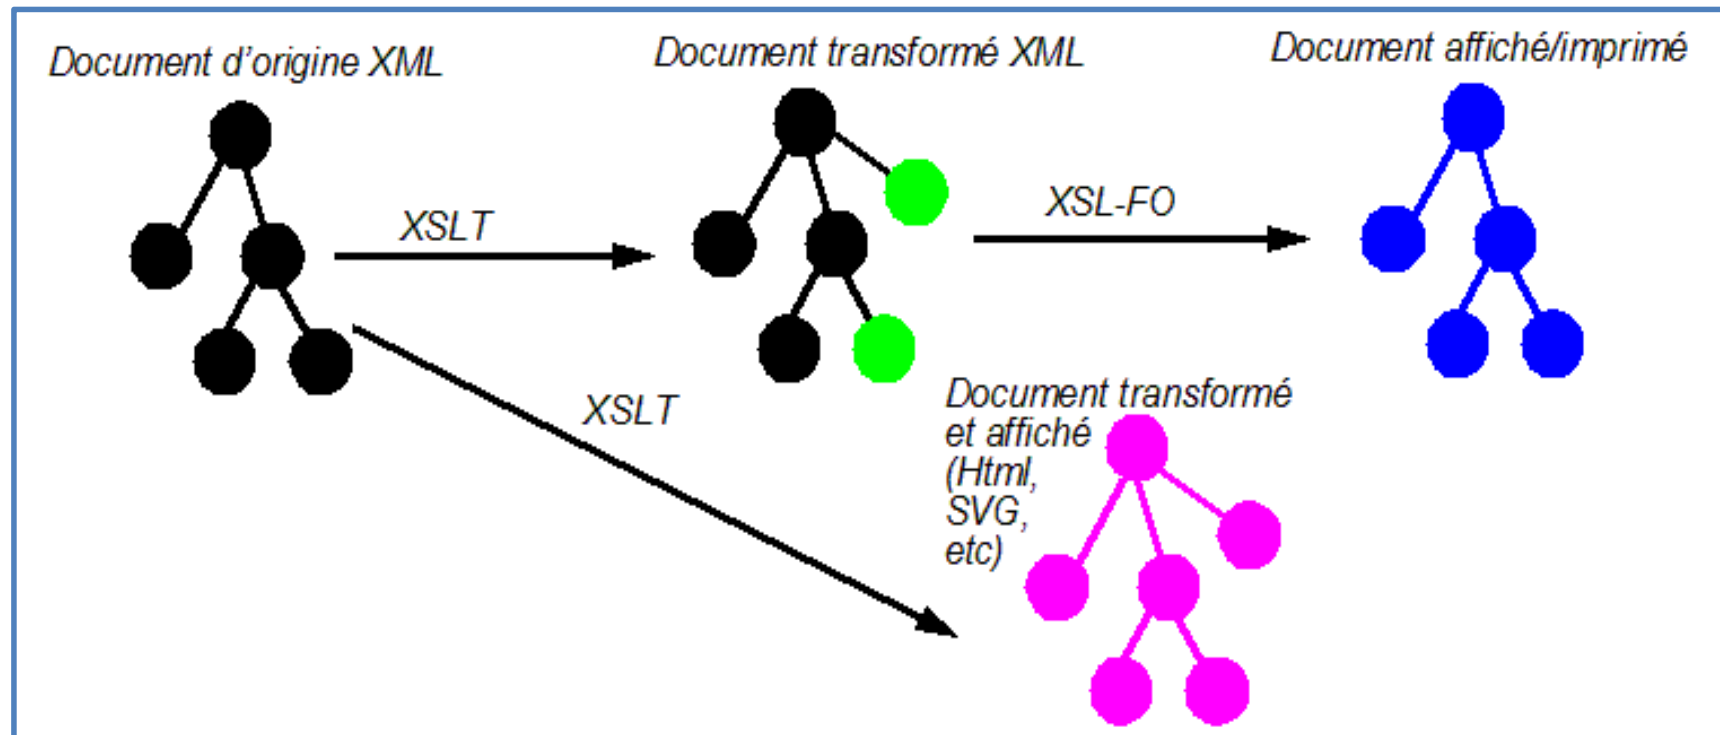 Document d'origine XML
Document transformé XML
Document affiché/imprimé
XSLT
XSL-FO
XSLT
Document transformé
et affiché
(Html,
SVG,
etc)